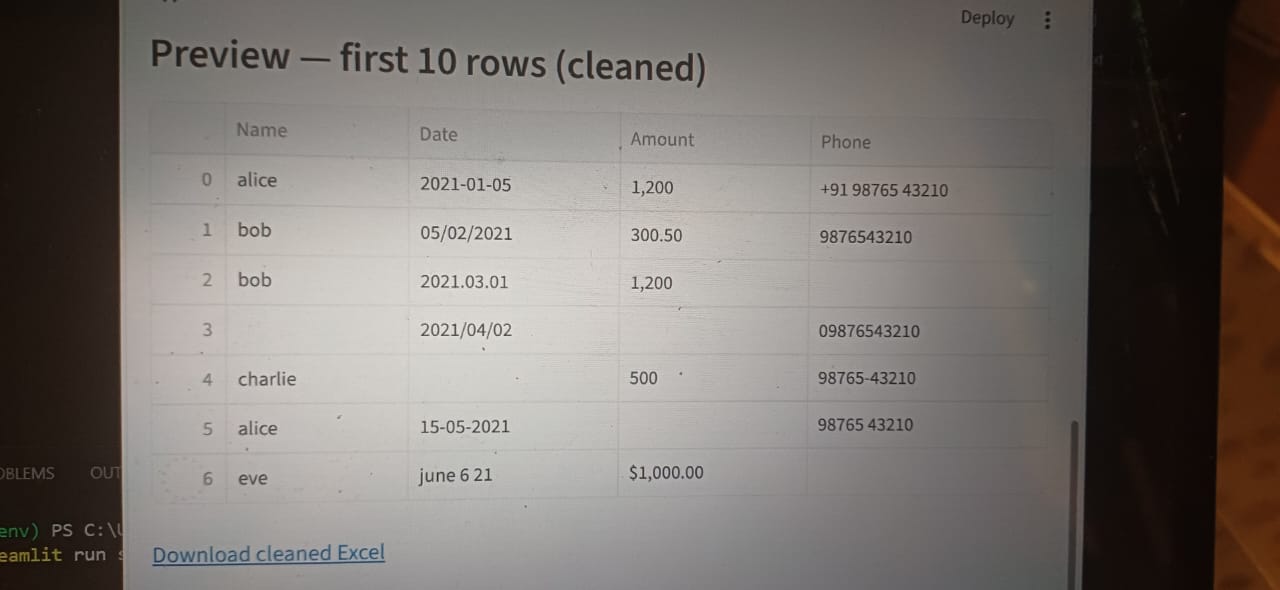 Deploy
Preview — first 10 rows (cleaned)
Name Date Amount Phone
0 alice 2021-01-05 1,200 +91 98765 43210
1 bob 05/02/2021 300.50 9876543210
2 bob 2021.03.01 1,200
3 2021/04/02 09876543210
4 charlie 500 98765-43210
5 alice 15-05-2021 98765 43210
6 eve june 6 21 $1,000.00
Download cleaned Excel
OBLEMS OUT
env) PS C:\
eamlit run s